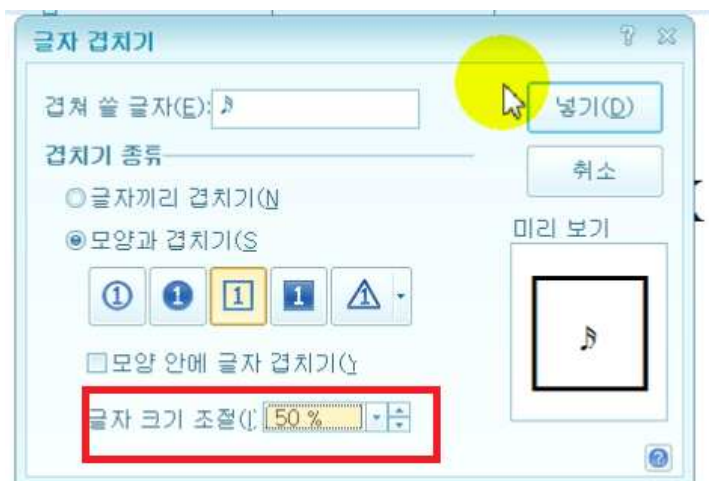 글자 겹치기
겹쳐 쓸 글자(E): ♬
넣기(D)
겹치기 종류
취소
글자끼리 겹치기(N
모양과 겹치기(S
미리 보기
1 1 1 1 1
♬
모양 안에 글자 겹치기(Y
글자 크기 조절(I 50 %